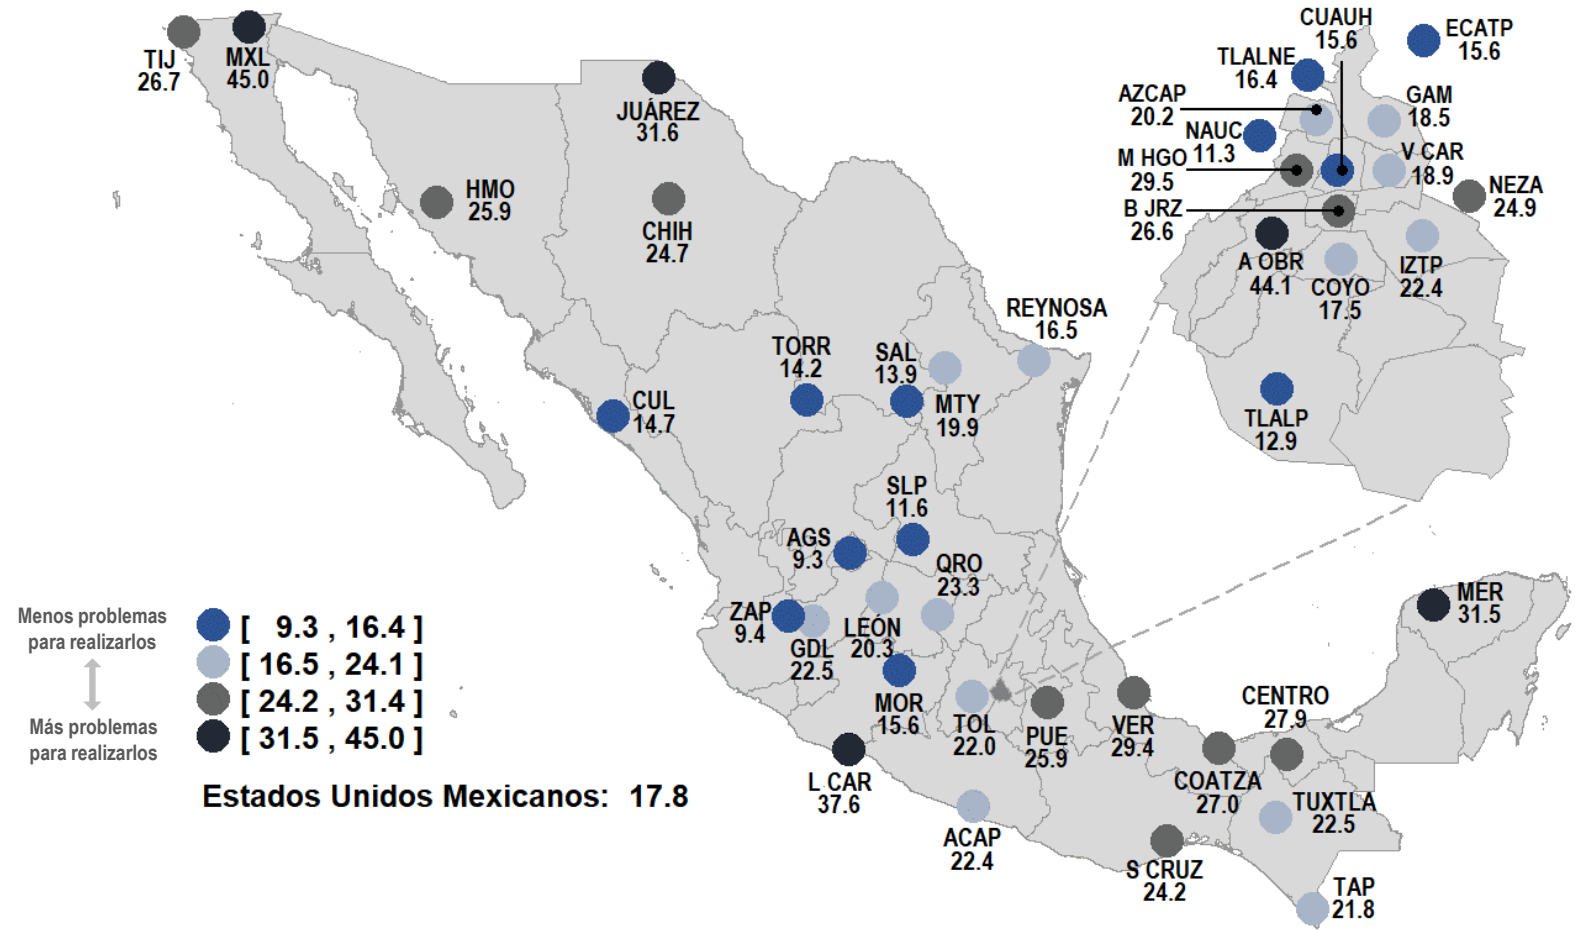 TIJ
26.7
MXL
45.0
JUÁREZ
31.6
HMO
25.9
CHIH
24.7
CUAUH
15.6
ECATP
15.6
TLALNE
16.4
AZCAP
20.2
GAM
18.5
NAUC
11.3
M HGO
29.5
V CAR
18.9
NEZA
24.9
B JRZ
26.6
A OBR
44.1
COYO
17.5
IZTP
22.4
TLALP
12.9
REYNOSA
16.5
TORR
14.2
SAL
13.9
MTY
19.9
CUL
14.7
SLP
11.6
AGS
9.3
QRO
23.3
ZAP
9.4
GDL
22.5
LEÓN
20.3
MOR
15.6
TOL
22.0
PUE
25.9
VER
29.4
L CAR
37.6
ACAP
22.4
MER
31.5
CENTRO
27.9
COATZA
27.0
TUXTLA
22.5
S CRUZ
24.2
TAP
21.8
Menos problemas
para realizarlos
Más problemas
para realizarlos
[ 9.3 , 16.4 ]
[ 16.5 , 24.1 ]
[ 24.2 , 31.4 ]
[ 31.5 , 45.0 ]
Estados Unidos Mexicanos: 17.8